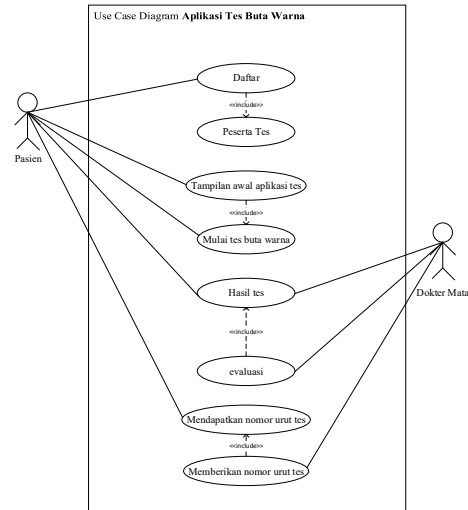 Use Case Diagram Aplikasi Tes Buta Warna
Daftar
<<include>>
Peserta Tes
Pasien
Tampilan awal aplikasi tes
<<include>>
Mulai tes buta warna
Hasil tes
Dokter Mata
<<include>>
evaluasi
Mendapatkan nomor urut tes
<<include>>
Memberikan nomor urut tes